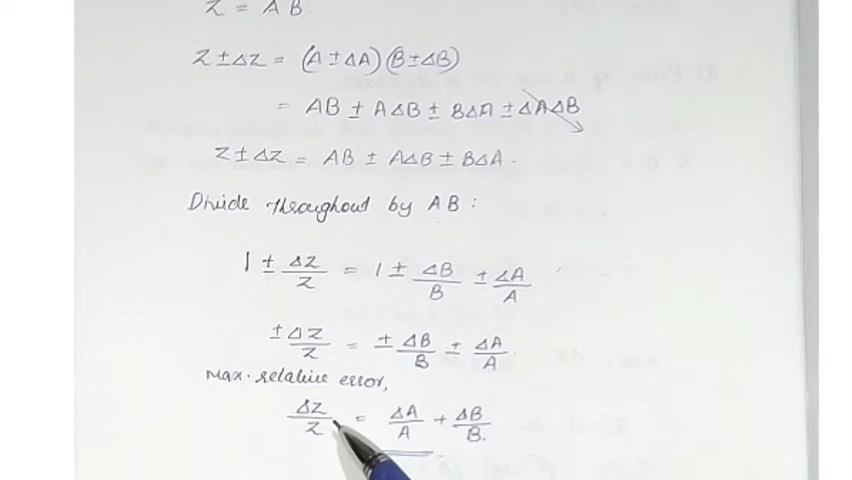 Z = AB.
Z ± ΔZ = (A ± ΔA) (B ± ΔB)
= AB ± AΔB ± BΔA ± ΔAΔB
Z ± ΔZ = AB ± AΔB ± BΔA.
Divide throughout by AB :
1 ± ΔZ/Z = 1 ± ΔB/B ± ΔA/A
± ΔZ/Z = ± ΔB/B ± ΔA/A
Max. relative error,
ΔZ/Z = ΔA/A + ΔB/B.